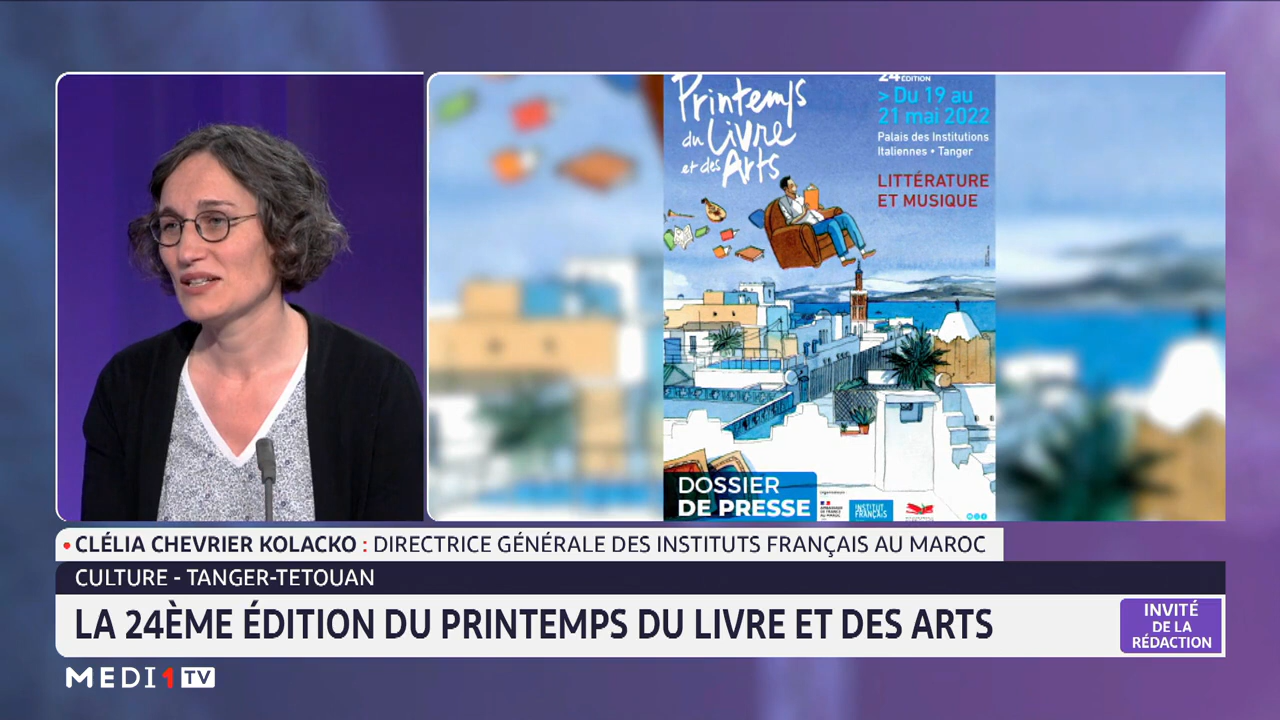 24E ÉDITION
Printemps
du Livre
et des Arts
> Du 19 au
21 mai 2022
Palais des Institutions
Italiennes • Tanger
LITTÉRATURE
ET MUSIQUE
DOSSIER
DE PRESSE
INSTITUT
FRANÇAIS
• CLÉLIA CHEVRIER KOLACKO : DIRECTRICE GÉNÉRALE DES INSTITUTS FRANÇAIS AU MAROC
CULTURE - TANGER-TETOUAN
LA 24ÈME ÉDITION DU PRINTEMPS DU LIVRE ET DES ARTS
INVITÉ
DE LA
RÉDACTION
MEDI1 TV